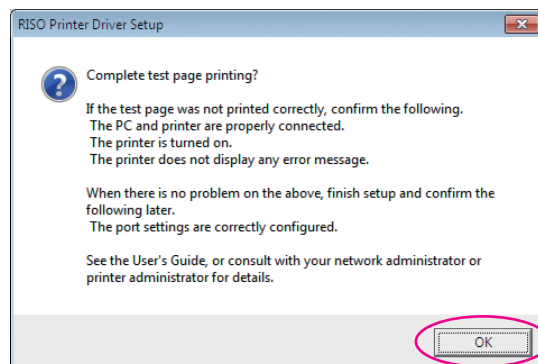 RISO Printer Driver Setup
Complete test page printing?
If the test page was not printed correctly, confirm the following.
The PC and printer are properly connected.
The printer is turned on.
The printer does not display any error message.
When there is no problem on the above, finish setup and confirm the
following later.
The port settings are correctly configured.
See the User's Guide, or consult with your network administrator or
printer administrator for details.
OK